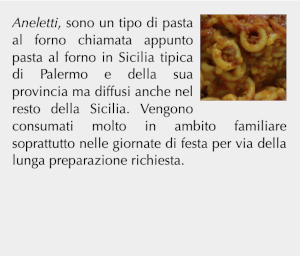 Aneletti, sono un tipo di pasta
al forno chiamata appunto
pasta al forno in Sicilia tipica
di Palermo e della sua
provincia ma diffusi anche nel
resto della Sicilia. Vengono
consumati molto in ambito familiare
soprattutto nelle giornate di festa per via della
lunga preparazione richiesta.